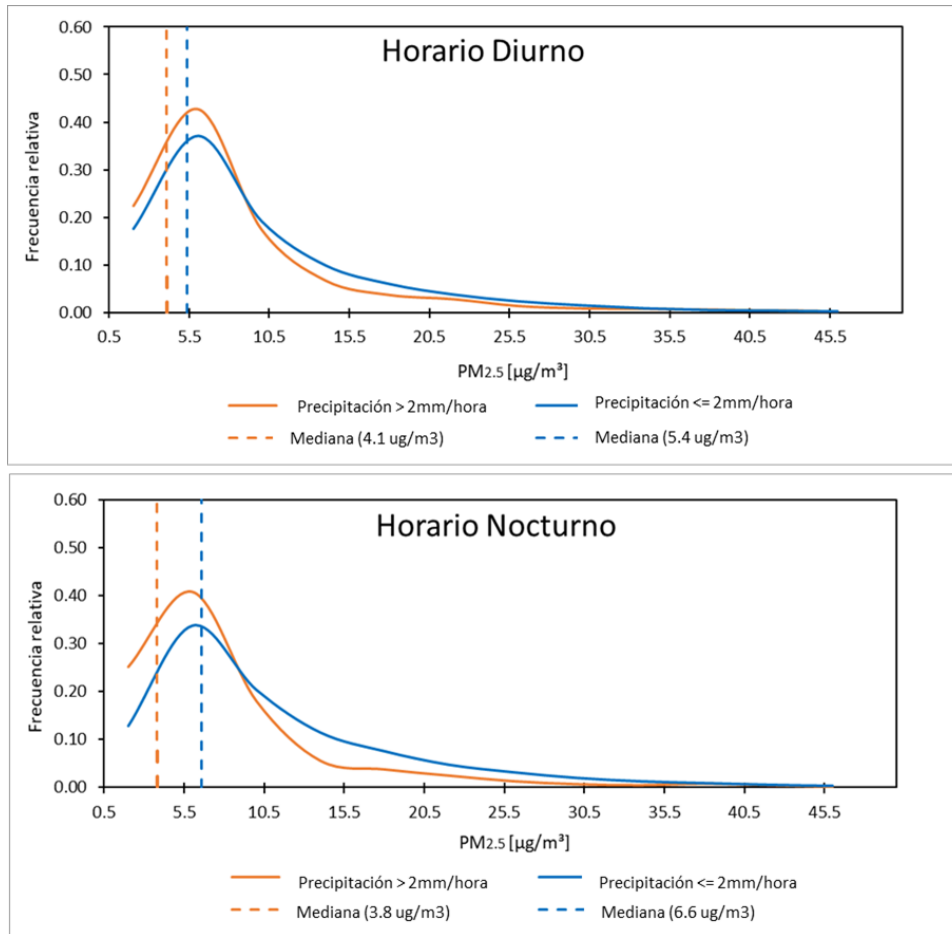 Horario Diurno
Frecuencia relativa
0.60
0.50
0.40
0.30
0.20
0.10
0.00
0.5 5.5 10.5 15.5 20.5 25.5 30.5 35.5 40.5 45.5
PM2.5 [µg/m³]
Precipitación > 2mm/hora Precipitación <= 2mm/hora
Mediana (4.1 ug/m3) Mediana (5.4 ug/m3)
Horario Nocturno
Frecuencia relativa
0.60
0.50
0.40
0.30
0.20
0.10
0.00
0.5 5.5 10.5 15.5 20.5 25.5 30.5 35.5 40.5 45.5
PM2.5 [µg/m³]
Precipitación > 2mm/hora Precipitación <= 2mm/hora
Mediana (3.8 ug/m3) Mediana (6.6 ug/m3)